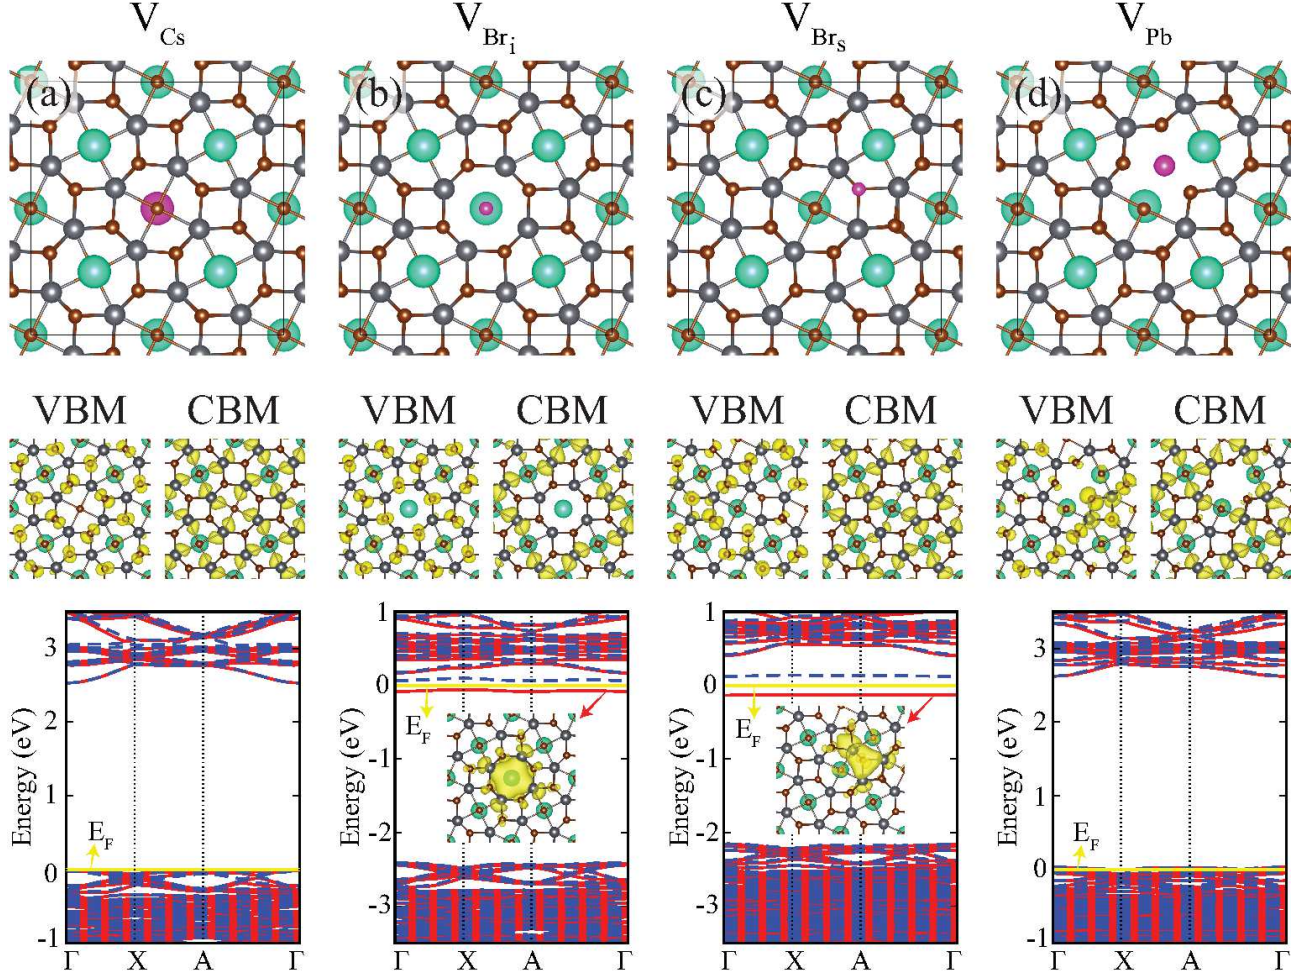 V_Cs V_Br_i V_Br_s V_Pb
(a) (b) (c) (d)
VBM CBM VBM CBM VBM CBM VBM CBM
Energy (eV)
3
2
1
0
-1
E_F
Γ X A Γ
Energy (eV)
1
0
-1
-2
-3
E_F
Γ X A Γ
Energy (eV)
1
0
-1
-2
-3
E_F
Γ X A Γ
Energy (eV)
3
2
1
0
-1
E_F
Γ X A Γ